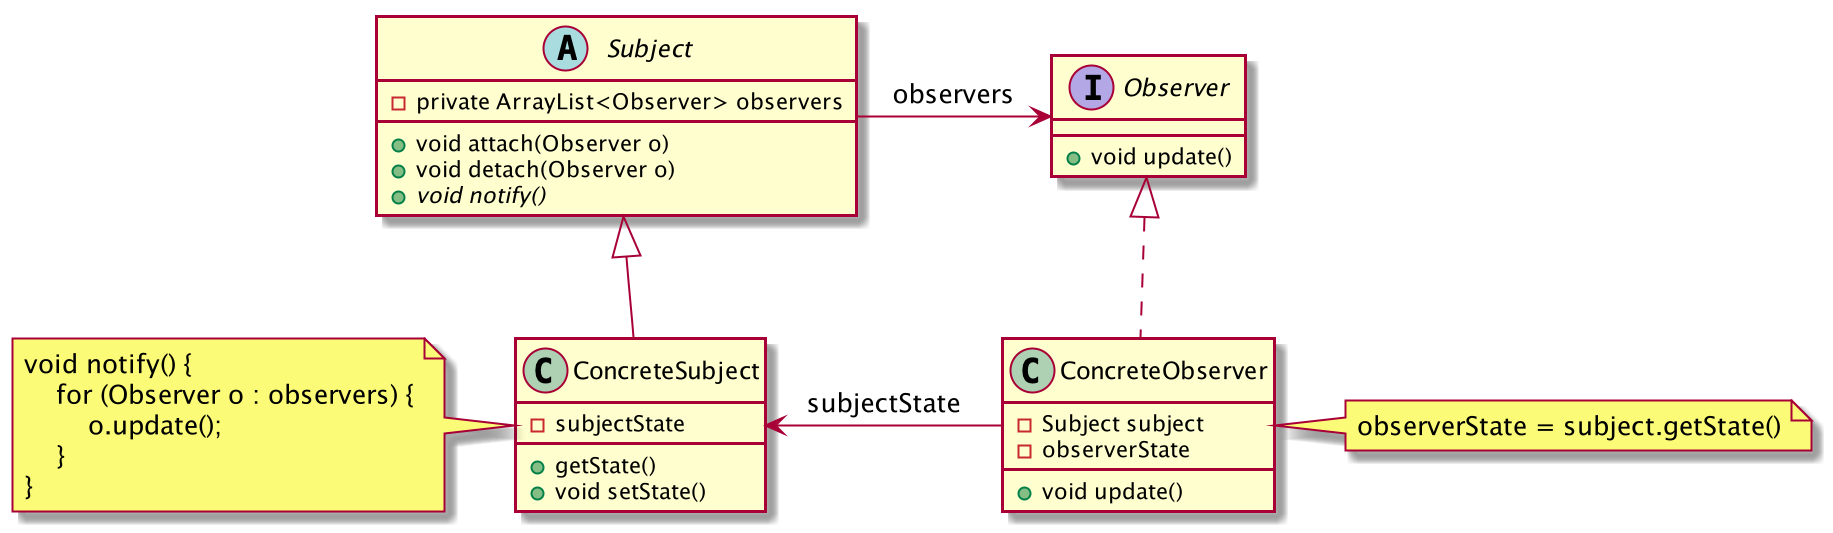 A Subject
private ArrayList<Observer> observers
void attach(Observer o)
void detach(Observer o)
void notify()
observers
I Observer
void update()
void notify() {
for (Observer o : observers) {
o.update();
}
}
C ConcreteSubject
subjectState
getState()
void setState()
subjectState
C ConcreteObserver
Subject subject
observerState
void update()
observerState = subject.getState()